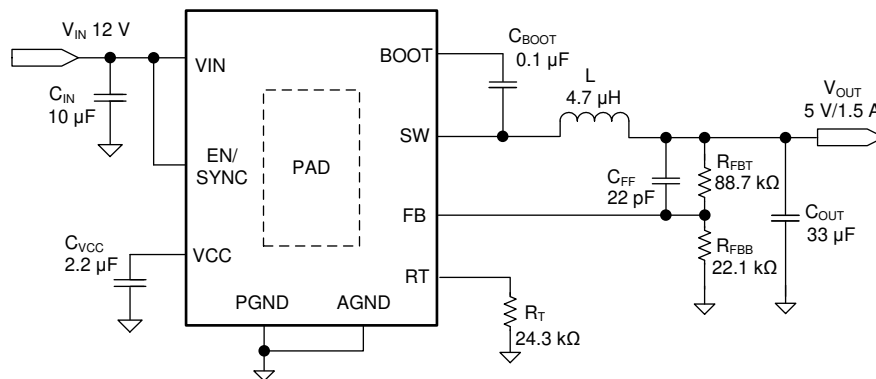 V_IN 12 V
C_IN
10 µF
VIN
EN/
SYNC
C_VCC
2.2 µF
VCC
PAD
PGND
AGND
BOOT
SW
FB
RT
C_BOOT
0.1 µF
L
4.7 µH
C_FF
22 pF
R_FBT
88.7 kΩ
R_FBB
22.1 kΩ
R_T
24.3 kΩ
V_OUT
5 V/1.5 A
C_OUT
33 µF